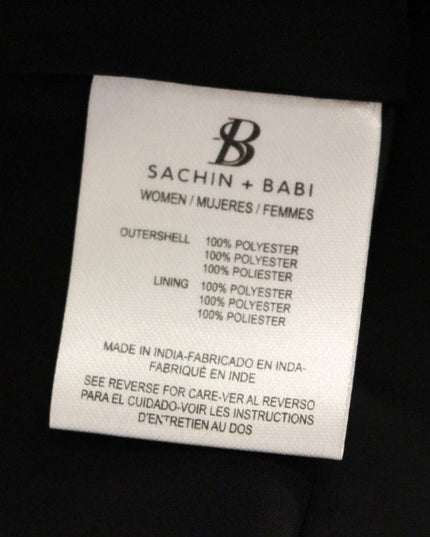 SB
SACHIN + BABI
WOMEN / MUJERES / FEMMES
OUTERSHELL 100% POLYESTER
100% POLYESTER
100% POLIESTER
LINING 100% POLYESTER
100% POLYESTER
100% POLIESTER
MADE IN INDIA-FABRICADO EN INDA-
FABRIQUÉ EN INDE
SEE REVERSE FOR CARE-VER AL REVERSO
PARA EL CUIDADO-VOIR LES INSTRUCTIONS
D'ENTRETIEN AU DOS